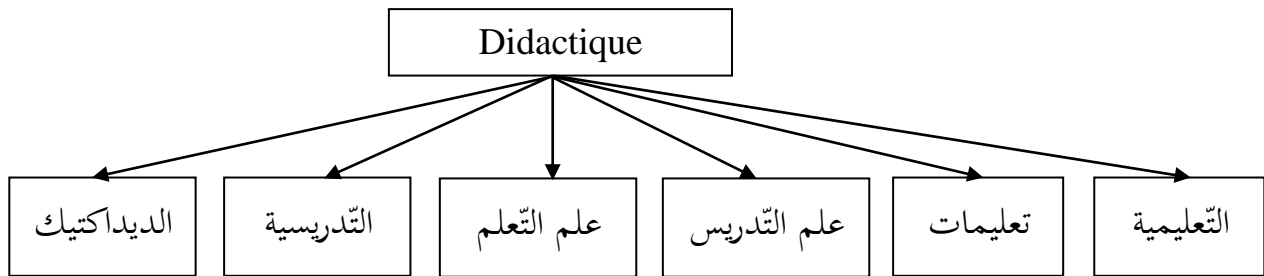 Didactique
التّعليمية
تعليمات
علم التّدريس
علم التّعلم
التّدريسية
الديداكتيك